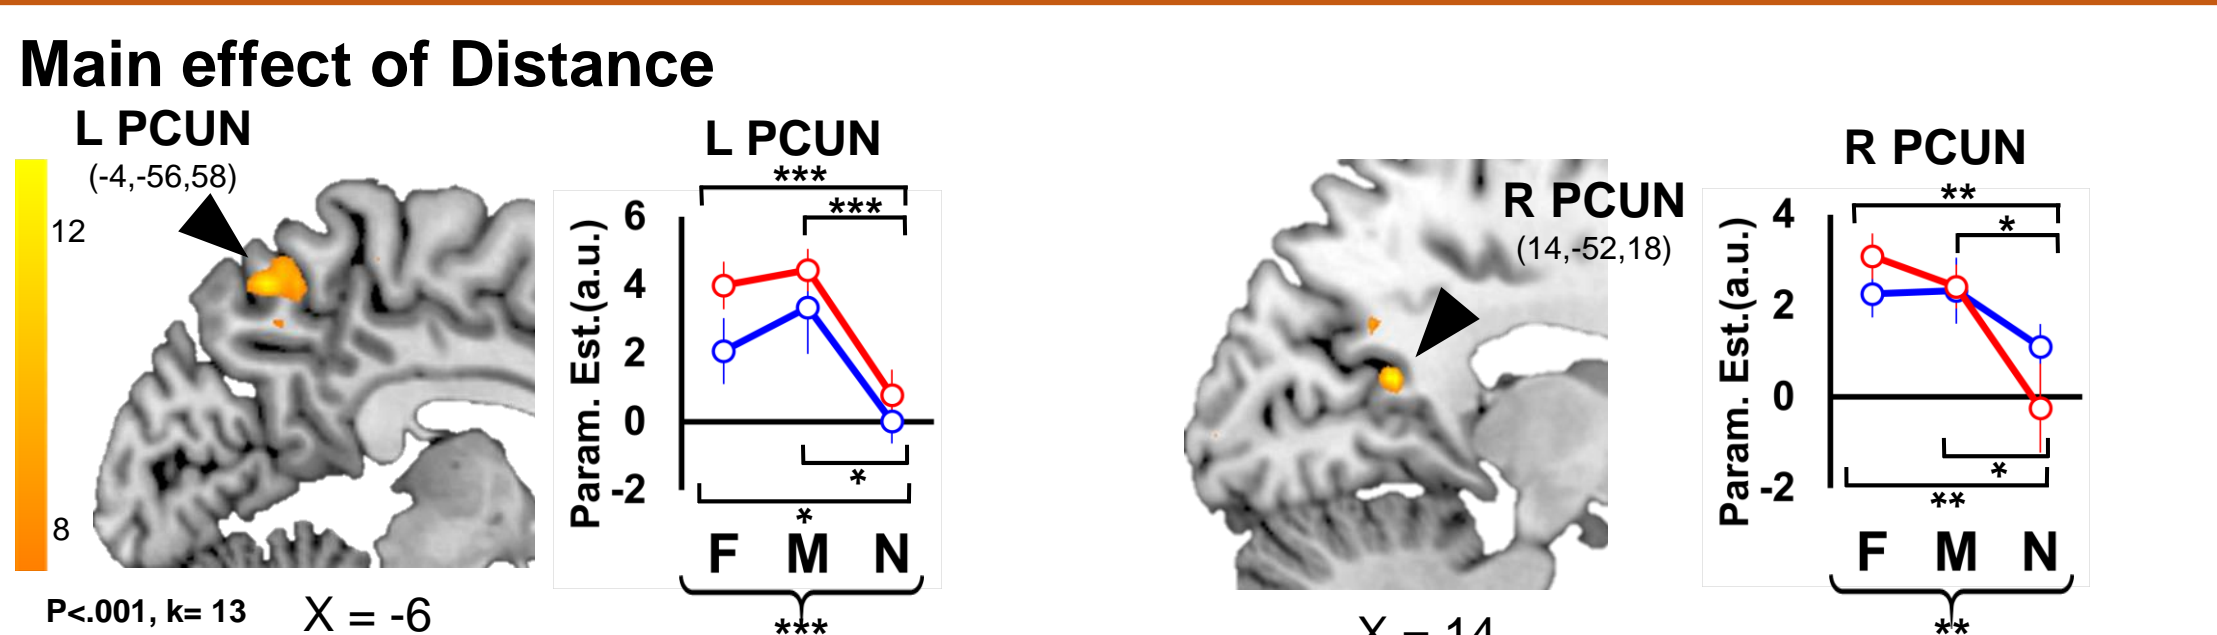 Main effect of Distance
L PCUN
(-4,-56,58)
12
8
P<.001, k= 13
X = -6
L PCUN
***
***
Param. Est.(a.u.)
6
4
2
0
-2
*
*
F M N
***
R PCUN
(14,-52,18)
X = 14
R PCUN
**
*
Param. Est.(a.u.)
4
2
0
-2
*
**
F M N
**